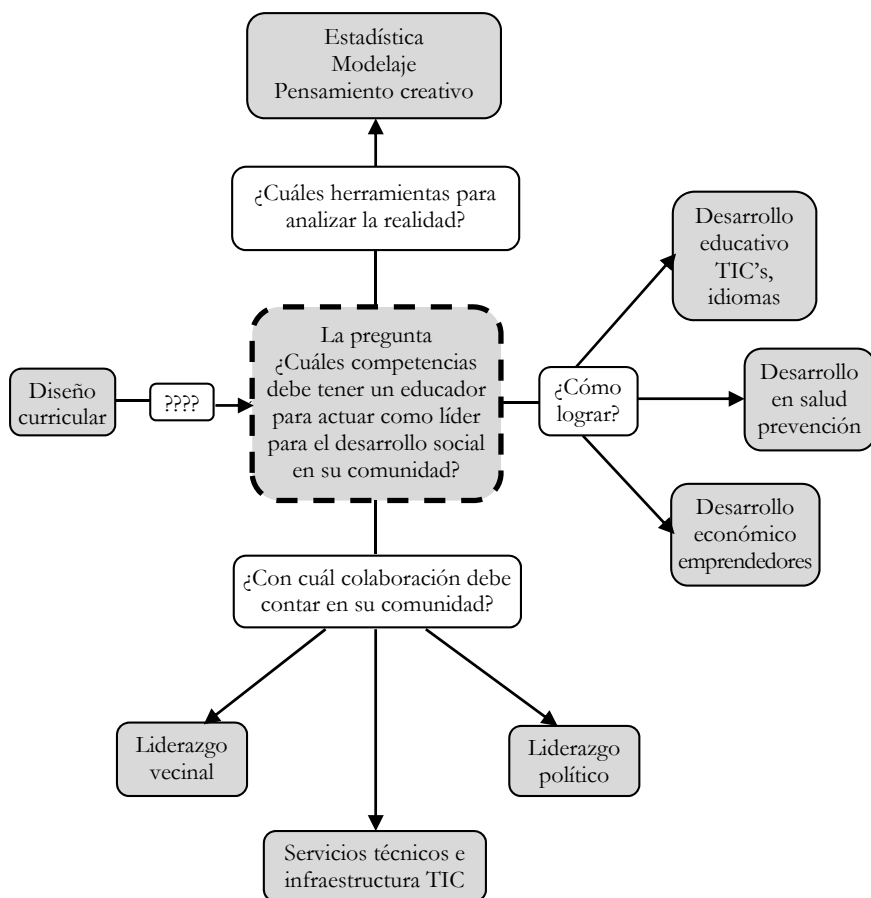 Estadística
Modelaje
Pensamiento creativo
¿Cuáles herramientas para
analizar la realidad?
Desarrollo
educativo
TIC’s,
idiomas
La pregunta
¿Cuáles competencias
debe tener un educador
para actuar como líder
para el desarrollo social
en su comunidad?
Diseño
curricular
????
¿Cómo
lograr?
Desarrollo
en salud
prevención
Desarrollo
económico
emprendedores
¿Con cuál colaboración debe
contar en su comunidad?
Liderazgo
vecinal
Liderazgo
político
Servicios técnicos e
infraestructura TIC